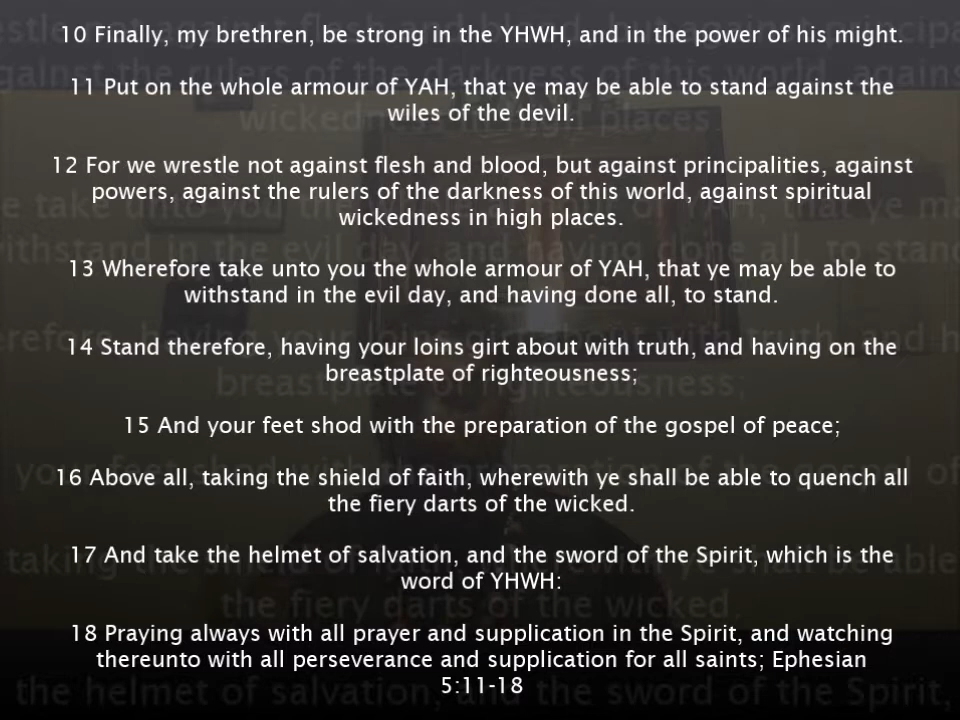 10 Finally, my brethren, be strong in the YHWH, and in the power of his might.
11 Put on the whole armour of YAH, that ye may be able to stand against the
wiles of the devil.
12 For we wrestle not against flesh and blood, but against principalities, against
powers, against the rulers of the darkness of this world, against spiritual
wickedness in high places.
13 Wherefore take unto you the whole armour of YAH, that ye may be able to
withstand in the evil day, and having done all, to stand.
14 Stand therefore, having your loins girt about with truth, and having on the
breastplate of righteousness;
15 And your feet shod with the preparation of the gospel of peace;
16 Above all, taking the shield of faith, wherewith ye shall be able to quench all
the fiery darts of the wicked.
17 And take the helmet of salvation, and the sword of the Spirit, which is the
word of YHWH:
18 Praying always with all prayer and supplication in the Spirit, and watching
thereunto with all perseverance and supplication for all saints; Ephesian
5:11-18